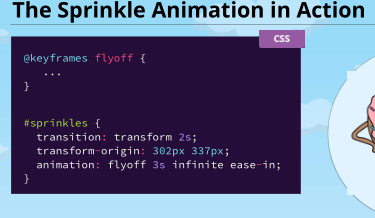 The Sprinkle Animation in Action
CSS
@keyframes flyoff {
...
}
#sprinkles {
transition: transform 2s;
transform-origin: 302px 337px;
animation: flyoff 3s infinite ease-in;
}